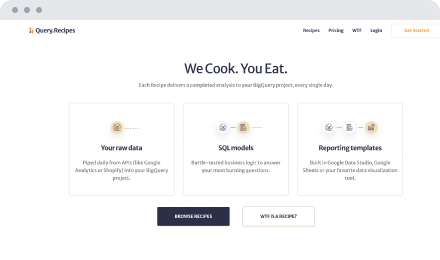 Query.Recipes
Recipes Pricing WTF Login Get Started
We Cook. You Eat.
Each Recipe delivers a completed analysis to your BigQuery project, every single day.
Your raw data
Piped daily from APIs (like Google
Analytics or Shopify) into your BigQuery
project.
SQL models
Battle-tested business logic to answer
your most burning questions.
Reporting templates
Built in Google Data Studio, Google
Sheets or your favorite data visualization
tool.
BROWSE RECIPES
WTF IS A RECIPE?